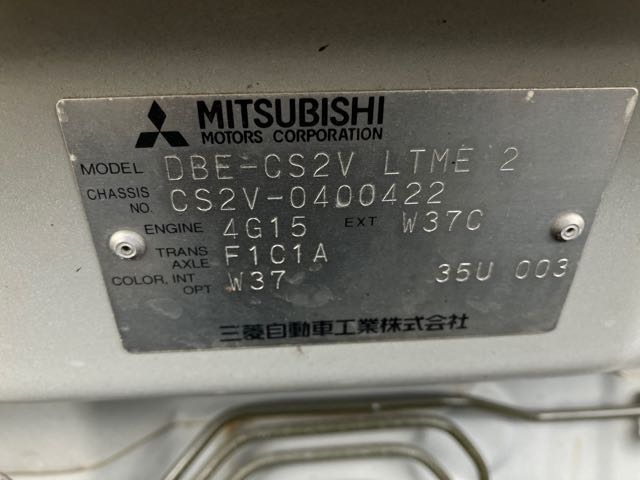 MITSUBISHI
MOTORS CORPORATION
MODEL DBE-CS2V LTME 2
CHASSIS NO. CS2V-0400422
ENGINE 4G15 EXT W37C
TRANS AXLE F1C1A
COLOR, INT OPT W37 35U 003
三菱自動車工業株式会社